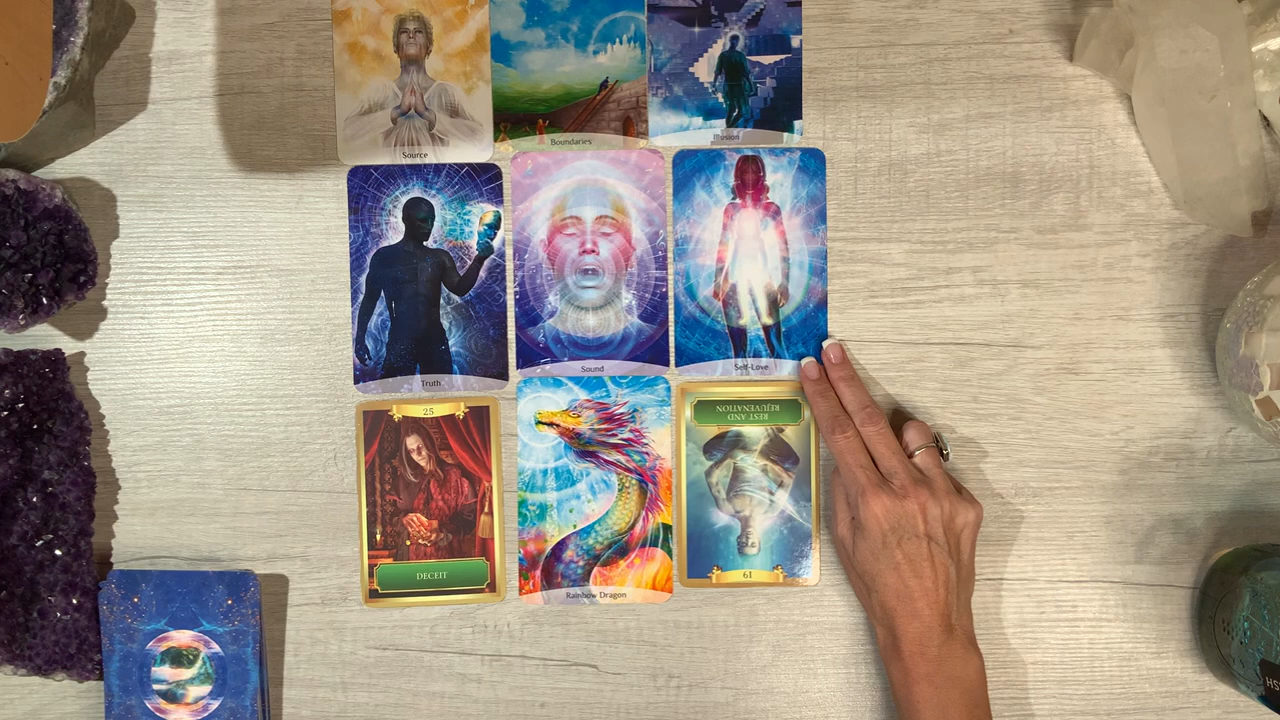 Source
Boundaries
Illusion
Truth
Sound
Self-Love
25
DECEIT
Rainbow Dragon
REST AND
REJUVENATION
61